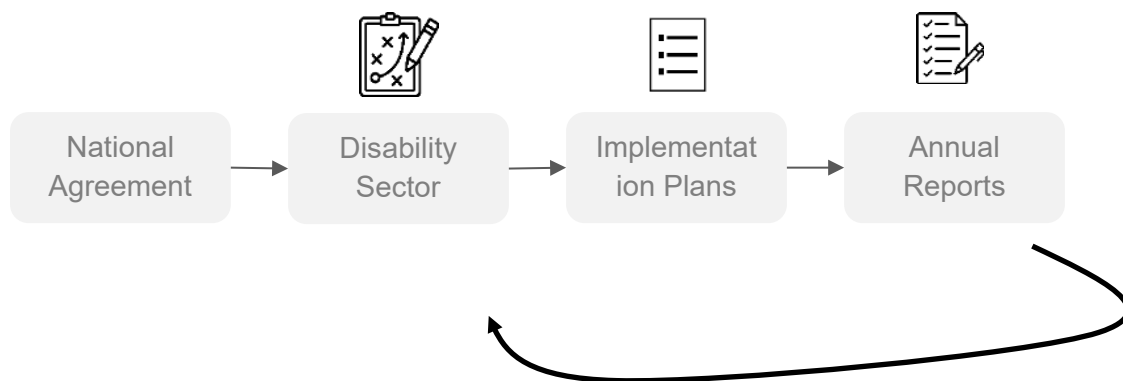 National
Agreement
Disability
Sector
Implementat
ion Plans
Annual
Reports